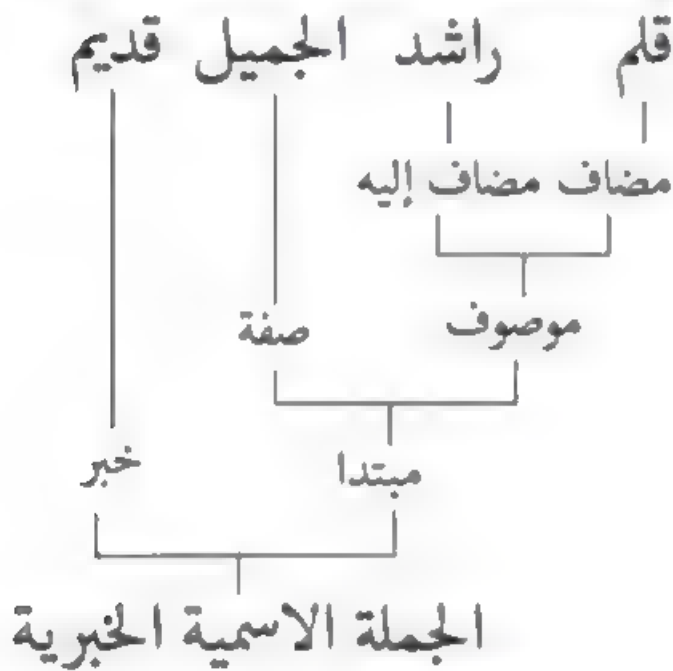 قلم راشد الجميل قديم
مضاف مضاف إليه
موصوف صفة
مبتدا خبر
الجملة الاسمية الخبرية